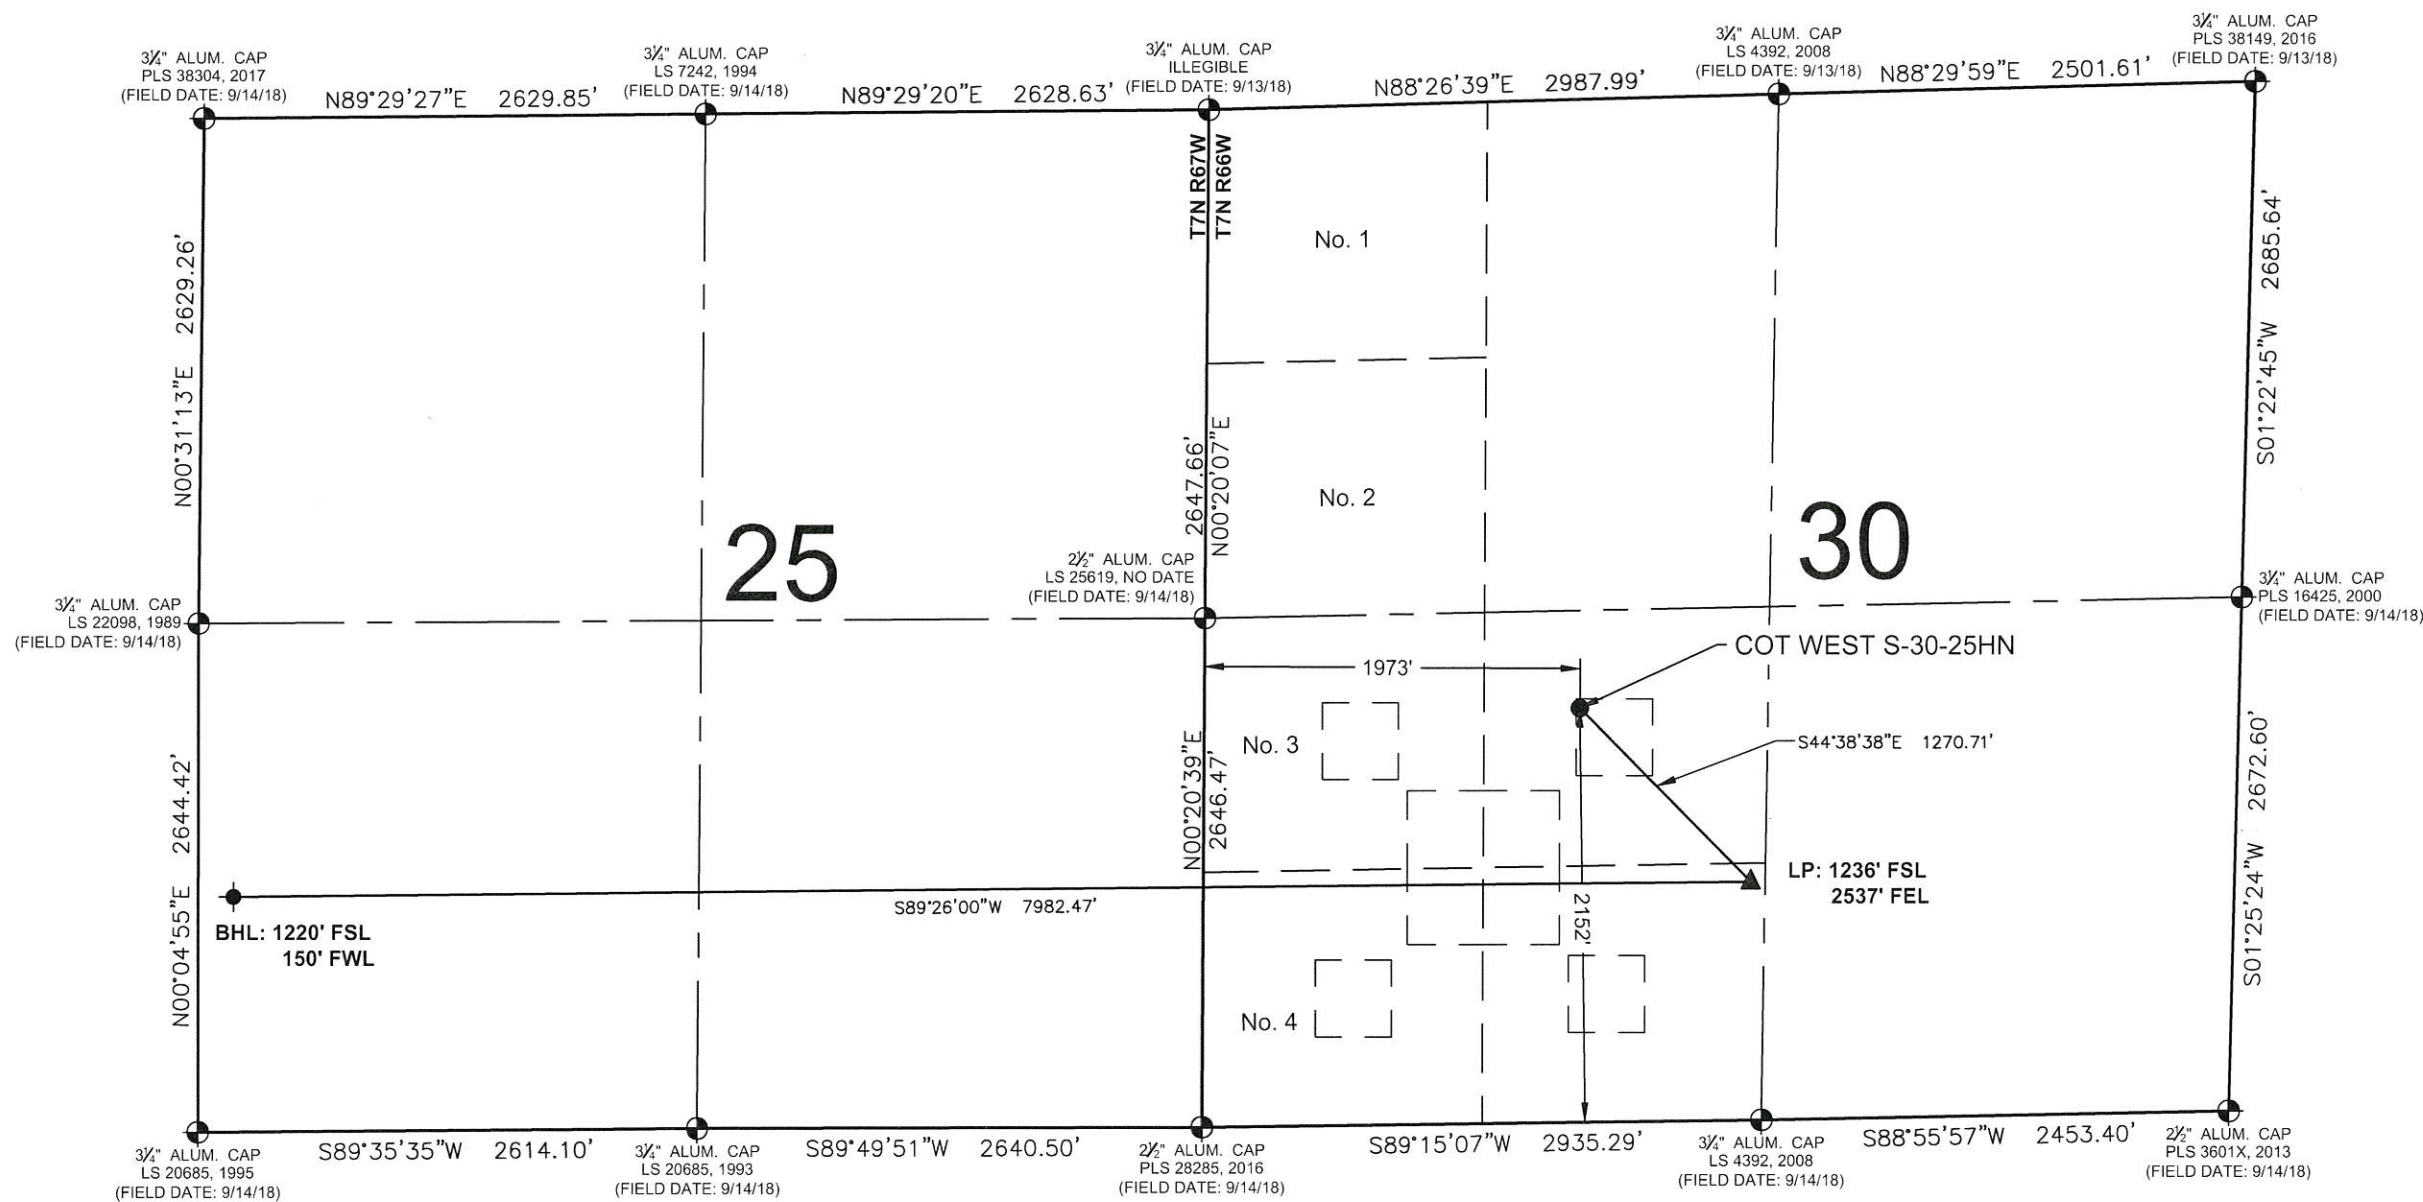 3¼" ALUM. CAP
PLS 38304, 2017
(FIELD DATE: 9/14/18)
N89°29'27"E 2629.85'
3¼" ALUM. CAP
LS 7242, 1994
(FIELD DATE: 9/14/18)
N89°29'20"E 2628.63'
3¼" ALUM. CAP
ILLEGIBLE
(FIELD DATE: 9/13/18)
N88°26'39"E 2987.99'
3¼" ALUM. CAP
LS 4392, 2008
(FIELD DATE: 9/13/18)
N88°29'59"E 2501.61'
3¼" ALUM. CAP
PLS 38149, 2016
(FIELD DATE: 9/13/18)
T7N R67W
T7N R66W
No. 1
N00°31'13"E 2629.26'
S01°22'45"W 2685.64'
2647.66'
N00°20'07"E
No. 2
25
30
2½" ALUM. CAP
LS 25619, NO DATE
(FIELD DATE: 9/14/18)
3¼" ALUM. CAP
LS 22098, 1989
(FIELD DATE: 9/14/18)
3¼" ALUM. CAP
PLS 16425, 2000
(FIELD DATE: 9/14/18)
COT WEST S-30-25HN
1973'
S44°38'38"E 1270.71'
No. 3
N00°20'39"E
2646.47'
N00°04'55"E 2644.42'
S01°25'24"W 2672.60'
LP: 1236' FSL
2537' FEL
S89°26'00"W 7982.47'
2152'
BHL: 1220' FSL
150' FWL
No. 4
3¼" ALUM. CAP
LS 20685, 1995
(FIELD DATE: 9/14/18)
S89°35'35"W 2614.10'
3¼" ALUM. CAP
LS 20685, 1993
(FIELD DATE: 9/14/18)
S89°49'51"W 2640.50'
2½" ALUM. CAP
PLS 28285, 2016
(FIELD DATE: 9/14/18)
S89°15'07"W 2935.29'
3¼" ALUM. CAP
LS 4392, 2008
(FIELD DATE: 9/14/18)
S88°55'57"W 2453.40'
2½" ALUM. CAP
PLS 3601X, 2013
(FIELD DATE: 9/14/18)